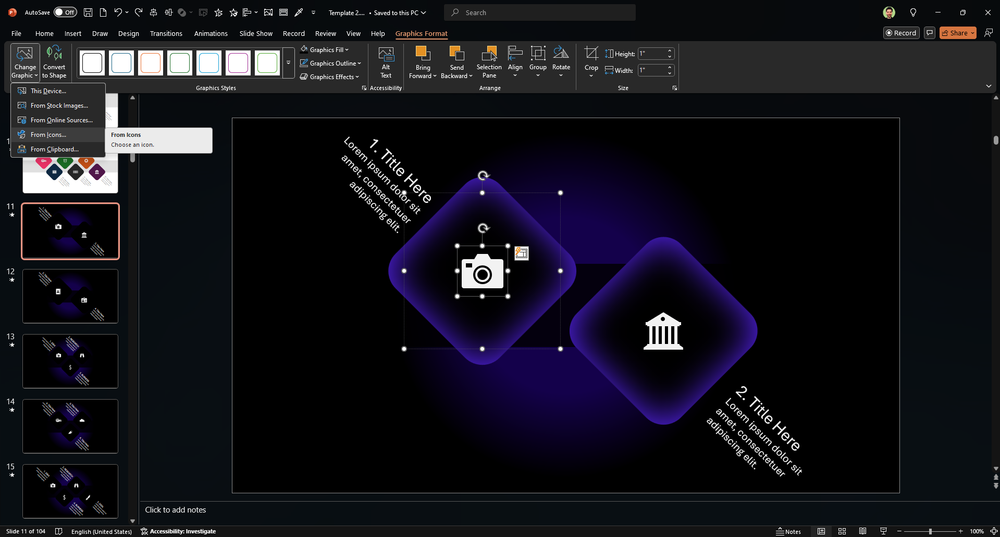 AutoSave
Off
Template 2.... • Saved to this PC
Search
File
Home
Insert
Draw
Design
Transitions
Animations
Slide Show
Record
Review
View
Help
Graphics Format
Record
Share
Change
Graphic
Convert
to Shape
Graphics Fill
Graphics Outline
Graphics Effects
Alt
Text
Bring
Forward
Send
Backward
Selection
Pane
Align
Group
Rotate
Crop
Height:
1"
Width:
1"
Graphics Styles
Accessibility
Arrange
Size
This Device...
From Stock Images...
From Online Sources...
From Icons...
From Clipboard...
From Icons
Choose an icon.
11
12
13
14
15
1. Title Here
Lorem ipsum dolor sit
amet, consectetuer
adipiscing elit.
2. Title Here
Lorem ipsum dolor sit
amet, consectetuer
adipiscing elit.
Click to add notes
Slide 11 of 104
English (United States)
Accessibility: Investigate
Notes
100%